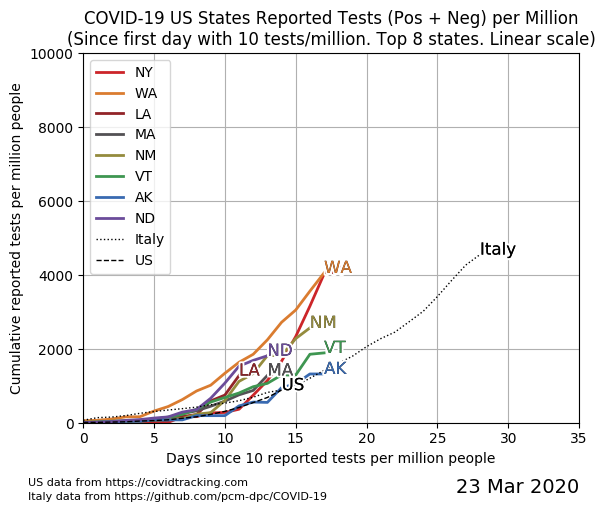 COVID-19 US States Reported Tests (Pos + Neg) per Million
(Since first day with 10 tests/million. Top 8 states. Linear scale)
Cumulative reported tests per million people
10000
8000
6000
4000
2000
0
NY
WA
LA
MA
NM
VT
AK
ND
Italy
US
Italy
WA
NM
ND
VT
LA
MA
AK
US
0 5 10 15 20 25 30 35
Days since 10 reported tests per million people
US data from https://covidtracking.com
Italy data from https://github.com/pcm-dpc/COVID-19
23 Mar 2020